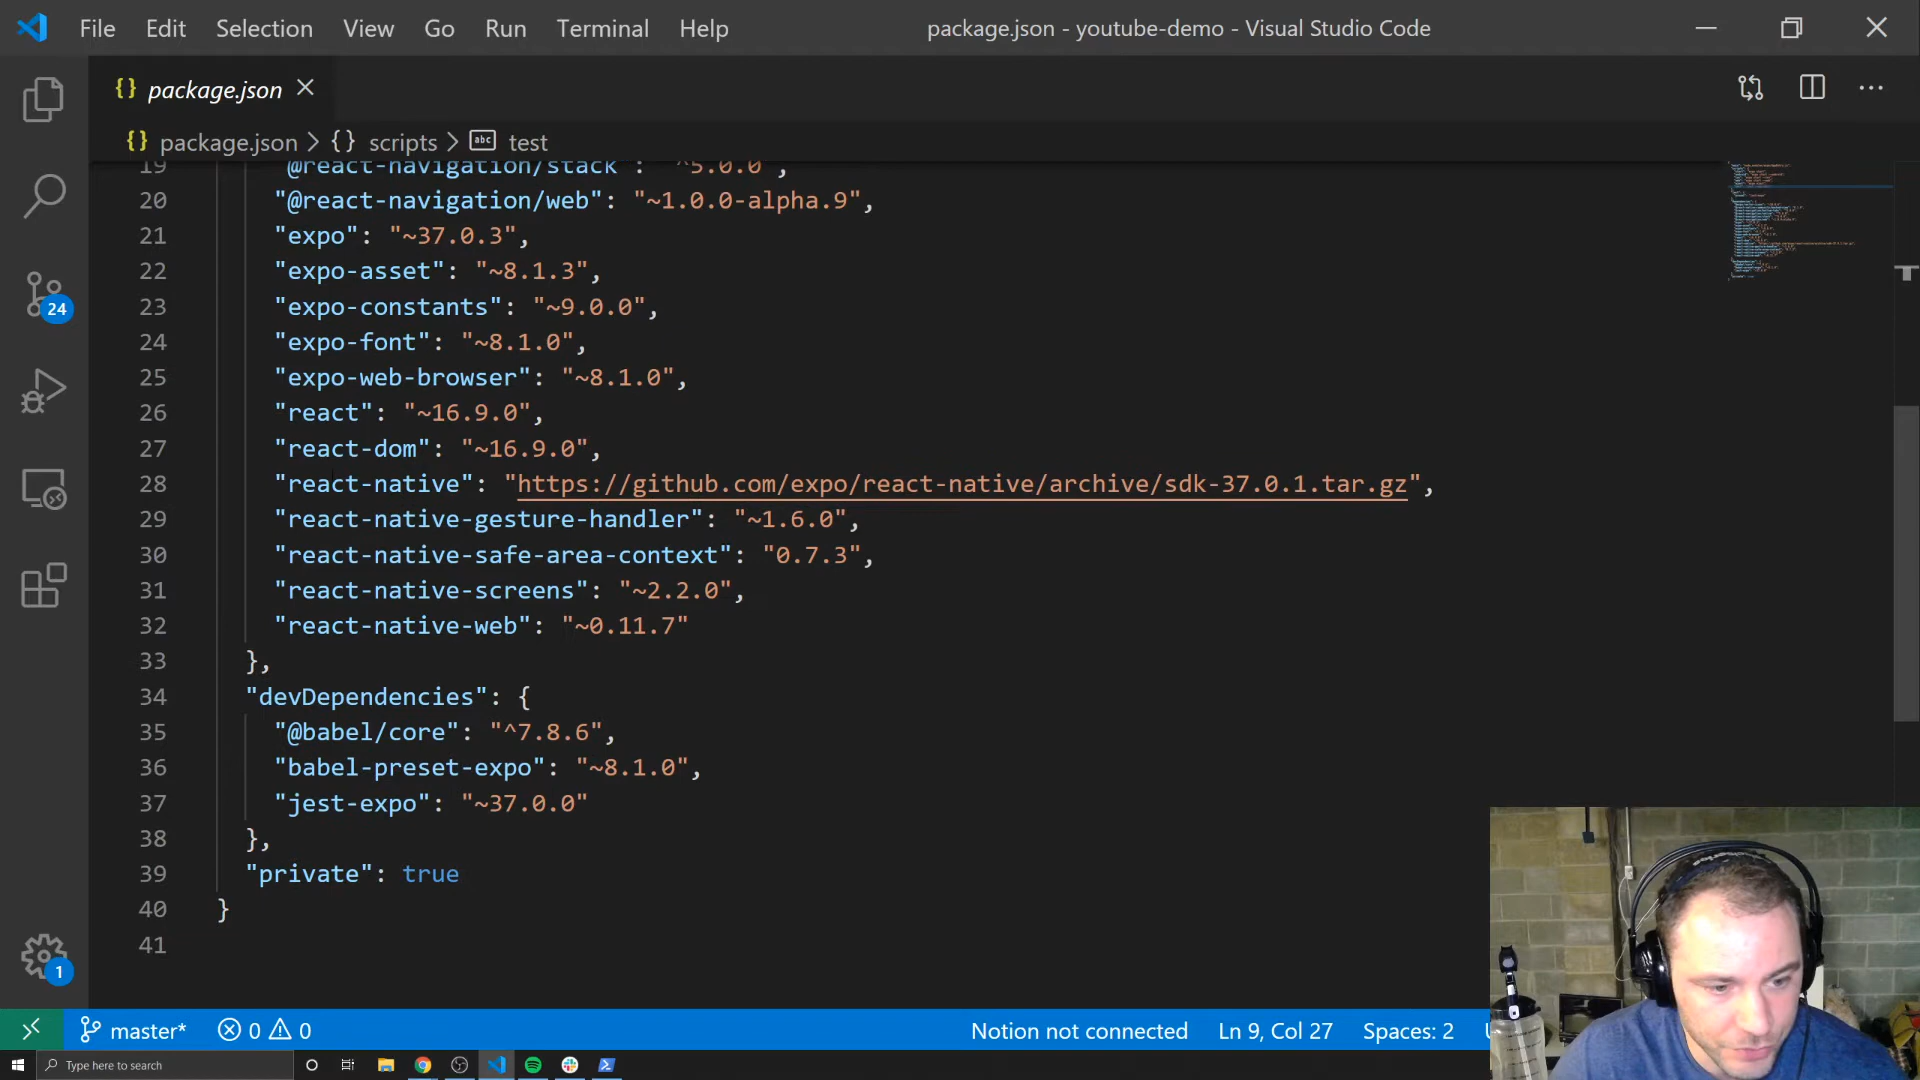 File Edit Selection View Go Run Terminal Help package.json - youtube-demo - Visual Studio Code
{} package.json
{} package.json > {} scripts > abc test
19 "@react-navigation/stack": "^5.0.0",
20 "@react-navigation/web": "~1.0.0-alpha.9",
21 "expo": "~37.0.3",
22 "expo-asset": "~8.1.3",
23 "expo-constants": "~9.0.0",
24 "expo-font": "~8.1.0",
25 "expo-web-browser": "~8.1.0",
26 "react": "~16.9.0",
27 "react-dom": "~16.9.0",
28 "react-native": "https://github.com/expo/react-native/archive/sdk-37.0.1.tar.gz",
29 "react-native-gesture-handler": "~1.6.0",
30 "react-native-safe-area-context": "0.7.3",
31 "react-native-screens": "~2.2.0",
32 "react-native-web": "~0.11.7"
33 },
34 "devDependencies": {
35 "@babel/core": "^7.8.6",
36 "babel-preset-expo": "~8.1.0",
37 "jest-expo": "~37.0.0"
38 },
39 "private": true
40 }
41
24
1
master* 0 0 Notion not connected Ln 9, Col 27 Spaces: 2
Type here to search